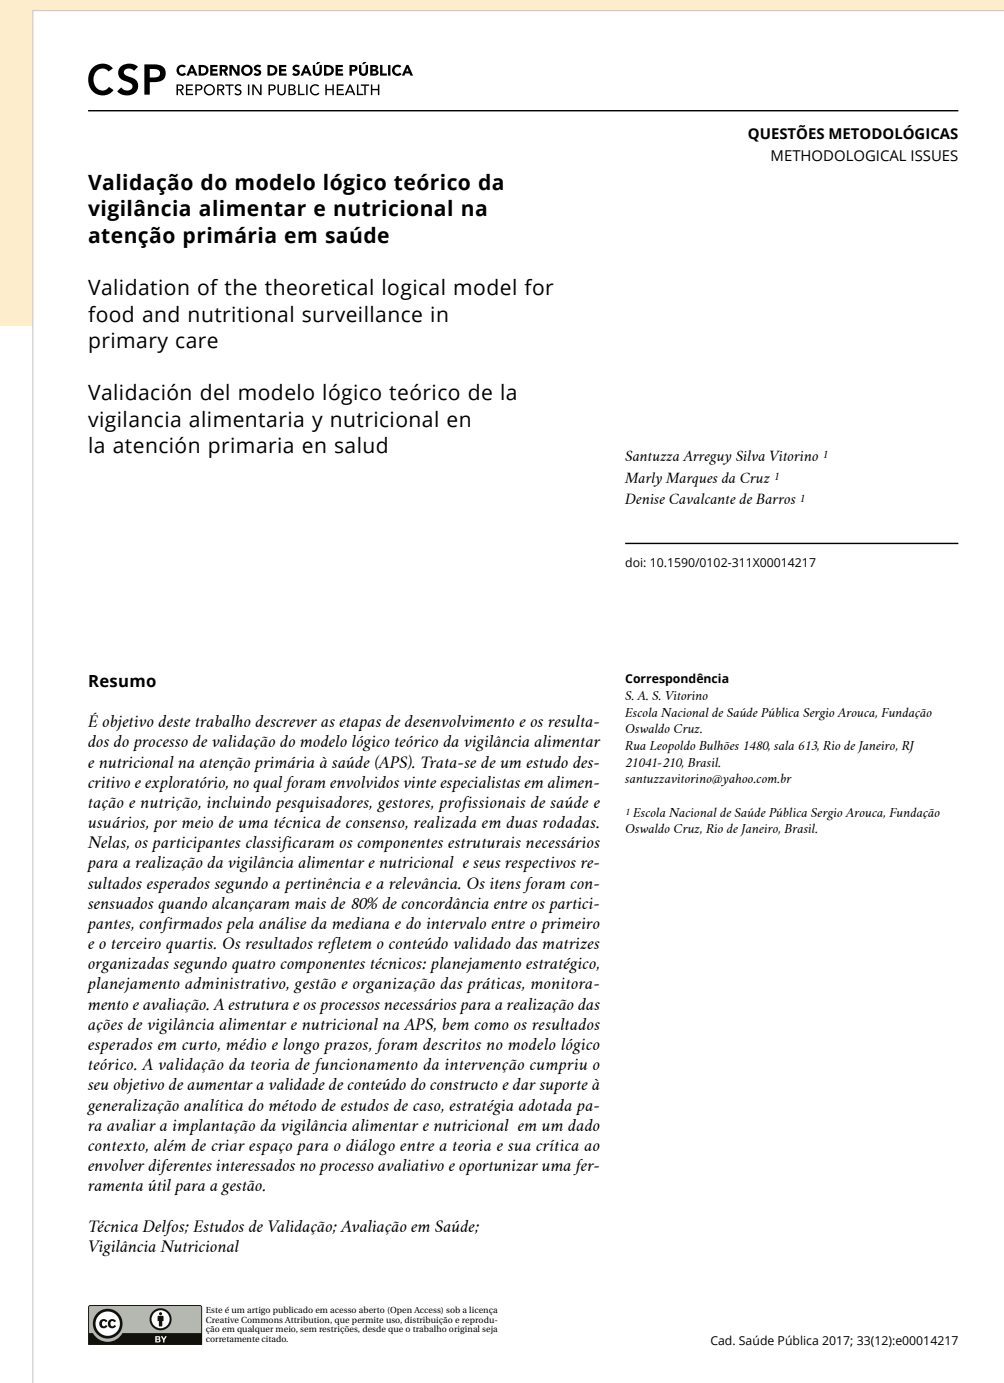 CSP CADERNOS DE SAÚDE PÚBLICA
REPORTS IN PUBLIC HEALTH
QUESTÕES METODOLÓGICAS
METHODOLOGICAL ISSUES
Validação do modelo lógico teórico da
vigilância alimentar e nutricional na
atenção primária em saúde
Validation of the theoretical logical model for
food and nutritional surveillance in
primary care
Validación del modelo lógico teórico de la
vigilancia alimentaria y nutricional en
la atención primaria en salud
Santuzza Arreguy Silva Vitorino 1
Marly Marques da Cruz 1
Denise Cavalcante de Barros 1
doi: 10.1590/0102-311X00014217
Resumo
É objetivo deste trabalho descrever as etapas de desenvolvimento e os resulta-
dos do processo de validação do modelo lógico teórico da vigilância alimentar
e nutricional na atenção primária à saúde (APS). Trata-se de um estudo des-
critivo e exploratório, no qual foram envolvidos vinte especialistas em alimen-
tação e nutrição, incluindo pesquisadores, gestores, profissionais de saúde e
usuários, por meio de uma técnica de consenso, realizada em duas rodadas.
Nelas, os participantes classificaram os componentes estruturais necessários
para a realização da vigilância alimentar e nutricional e seus respectivos re-
sultados esperados segundo a pertinência e a relevância. Os itens foram con-
sensuados quando alcançaram mais de 80% de concordância entre os partici-
pantes, confirmados pela análise da mediana e do intervalo entre o primeiro
e o terceiro quartis. Os resultados refletem o conteúdo validado das matrizes
organizadas segundo quatro componentes técnicos: planejamento estratégico,
planejamento administrativo, gestão e organização das práticas, monitora-
mento e avaliação. A estrutura e os processos necessários para a realização das
ações de vigilância alimentar e nutricional na APS, bem como os resultados
esperados em curto, médio e longo prazos, foram descritos no modelo lógico
teórico. A validação da teoria de funcionamento da intervenção cumpriu o
seu objetivo de aumentar a validade de conteúdo do constructo e dar suporte à
generalização analítica do método de estudos de caso, estratégia adotada pa-
ra avaliar a implantação da vigilância alimentar e nutricional em um dado
contexto, além de criar espaço para o diálogo entre a teoria e sua crítica ao
envolver diferentes interessados no processo avaliativo e oportunizar uma fer-
ramenta útil para a gestão.
Técnica Delfos; Estudos de Validação; Avaliação em Saúde;
Vigilância Nutricional
Correspondência
S. A. S. Vitorino
Escola Nacional de Saúde Pública Sergio Arouca, Fundação
Oswaldo Cruz.
Rua Leopoldo Bulhões 1480, sala 613, Rio de Janeiro, RJ
21041-210, Brasil.
santuzzavitorino@yahoo.com.br
1 Escola Nacional de Saúde Pública Sergio Arouca, Fundação
Oswaldo Cruz, Rio de Janeiro, Brasil.
cc BY
Este é um artigo publicado em acesso aberto (Open Access) sob a licença
Creative Commons Attribution, que permite uso, distribuição e reprodu-
ção em qualquer meio, sem restrições, desde que o trabalho original seja
corretamente citado.
Cad. Saúde Pública 2017; 33(12):e00014217